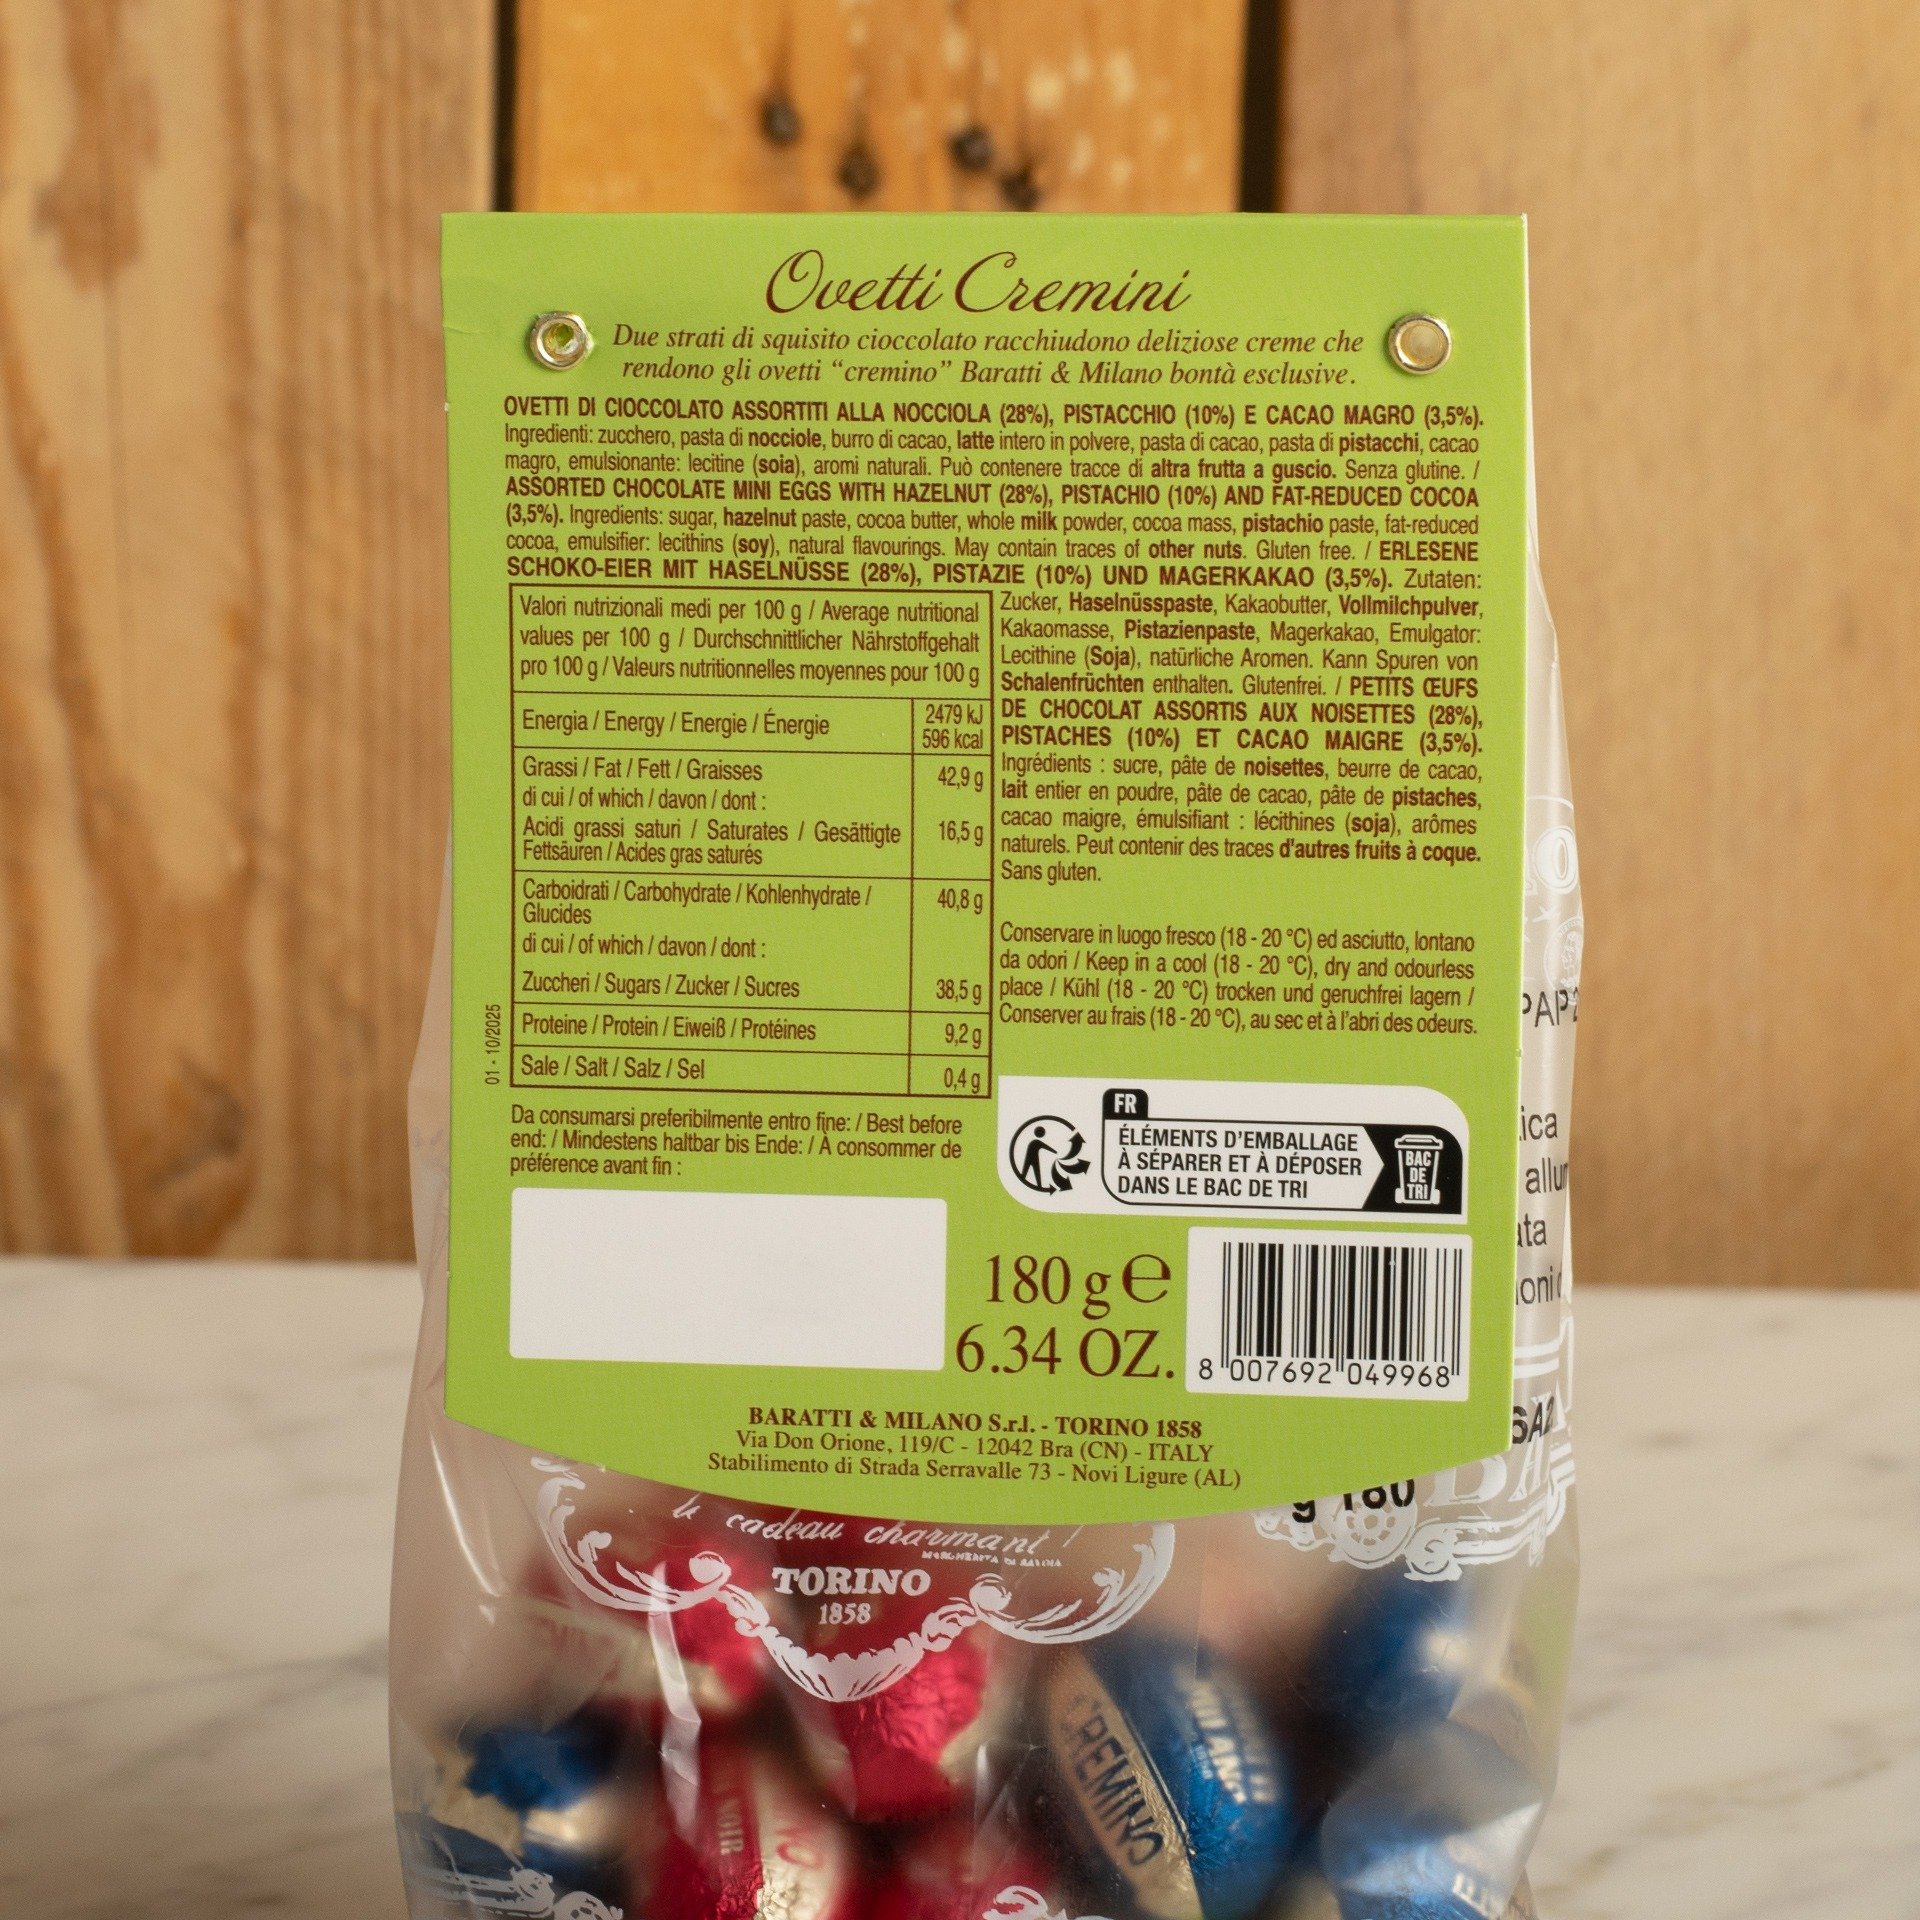 Ovetti Cremini
Due strati di squisito cioccolato racchiudono deliziose creme che
rendono gli ovetti “cremino” Baratti & Milano bontà esclusive.
OVETTI DI CIOCCOLATO ASSORTITI ALLA NOCCIOLA (28%), PISTACCHIO (10%) E CACAO MAGRO (3,5%).
Ingredienti: zucchero, pasta di nocciole, burro di cacao, latte intero in polvere, pasta di cacao, pasta di pistacchi, cacao
magro, emulsionante: lecitine (soia), aromi naturali. Può contenere tracce di altra frutta a guscio. Senza glutine. /
ASSORTED CHOCOLATE MINI EGGS WITH HAZELNUT (28%), PISTACHIO (10%) AND FAT-REDUCED COCOA
(3,5%). Ingredients: sugar, hazelnut paste, cocoa butter, whole milk powder, cocoa mass, pistachio paste, fat-reduced
cocoa, emulsifier: lecithins (soy), natural flavourings. May contain traces of other nuts. Gluten free. / ERLESENE
SCHOKO-EIER MIT HASELNÜSSE (28%), PISTAZIE (10%) UND MAGERKAKAO (3,5%). Zutaten:
Zucker, Haselnüsspaste, Kakaobutter, Vollmilchpulver,
Kakaomasse, Pistazienpaste, Magerkakao, Emulgator:
Lecithine (Soja), natürliche Aromen. Kann Spuren von
Schalenfrüchten enthalten. Glutenfrei. / PETITS ŒUFS
DE CHOCOLAT ASSORTIS AUX NOISETTES (28%),
PISTACHES (10%) ET CACAO MAIGRE (3,5%).
Ingrédients : sucre, pâte de noisettes, beurre de cacao,
lait entier en poudre, pâte de cacao, pâte de pistaches,
cacao maigre, émulsifiant : lécithines (soja), arômes
naturels. Peut contenir des traces d'autres fruits à coque.
Sans gluten.
Valori nutrizionali medi per 100 g / Average nutritional
values per 100 g / Durchschnittlicher Nährstoffgehalt
pro 100 g / Valeurs nutritionnelles moyennes pour 100 g
Energia / Energy / Energie / Énergie 2479 kJ
596 kcal
Grassi / Fat / Fett / Graisses 42,9 g
di cui / of which / davon / dont :
Acidi grassi saturi / Saturates / Gesättigte 16,5 g
Fettsäuren / Acides gras saturés
Carboidrati / Carbohydrate / Kohlenhydrate / 40,8 g
Glucides
di cui / of which / davon / dont :
Zuccheri / Sugars / Zucker / Sucres 38,5 g
Proteine / Protein / Eiweiß / Protéines 9,2 g
Sale / Salt / Salz / Sel 0,4 g
01 - 10/2025
Conservare in luogo fresco (18 - 20 °C) ed asciutto, lontano
da odori / Keep in a cool (18 - 20 °C), dry and odourless
place / Kühl (18 - 20 °C) trocken und geruchfrei lagern /
Conserver au frais (18 - 20 °C), au sec et à l'abri des odeurs.
Da consumarsi preferibilmente entro fine: / Best before
end: / Mindestens haltbar bis Ende: / À consommer de
préférence avant fin :
FR
ÉLÉMENTS D'EMBALLAGE
À SÉPARER ET À DÉPOSER
DANS LE BAC DE TRI
BAC
DE
TRI
180 g e
6.34 OZ.
8 007692 049968
BARATTI & MILANO S.r.l. - TORINO 1858
Via Don Orione, 119/C - 12042 Bra (CN) - ITALY
Stabilimento di Strada Serravalle 73 - Novi Ligure (AL)
cadeau charmant
TORINO
1858
g 180
CREMINO
MILANO
NOIR